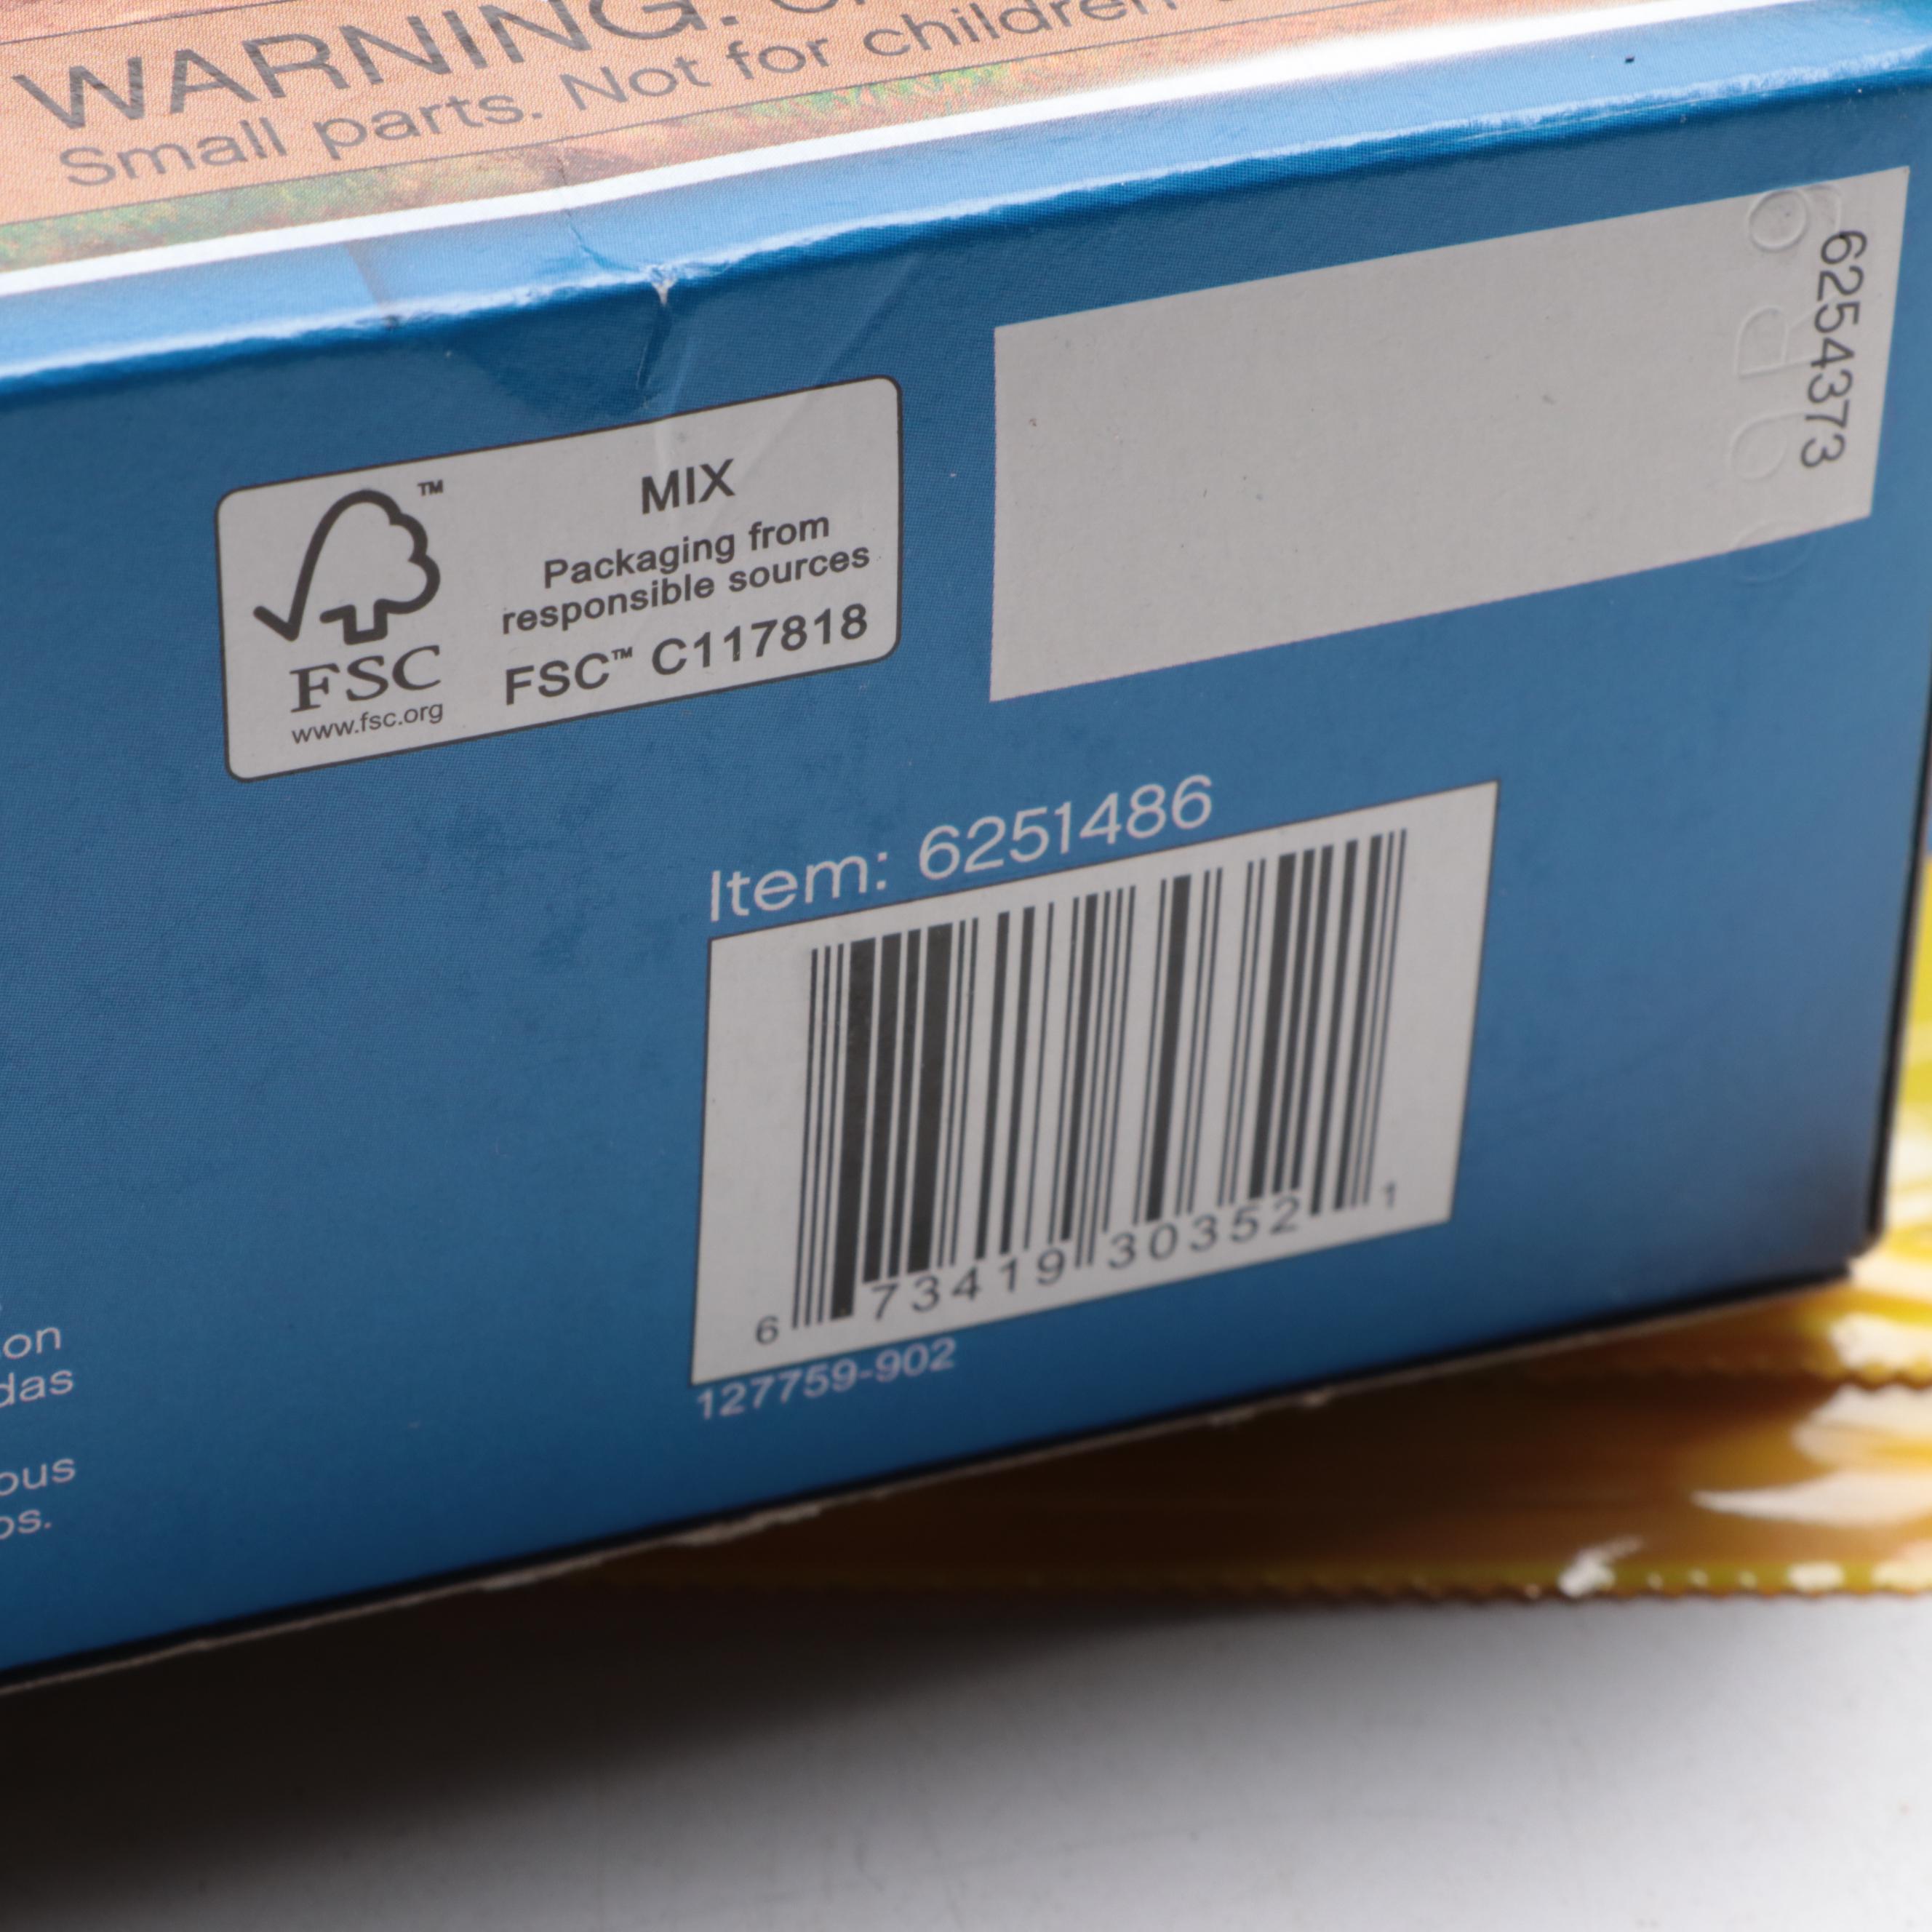 WARNING:
Small parts. Not for children
6254373
™
MIX
Packaging from
responsible sources
FSC™ C117818
FSC
www.fsc.org
Item: 6251486
6 73419 30352 1
127759-902
on
das
ous
os.